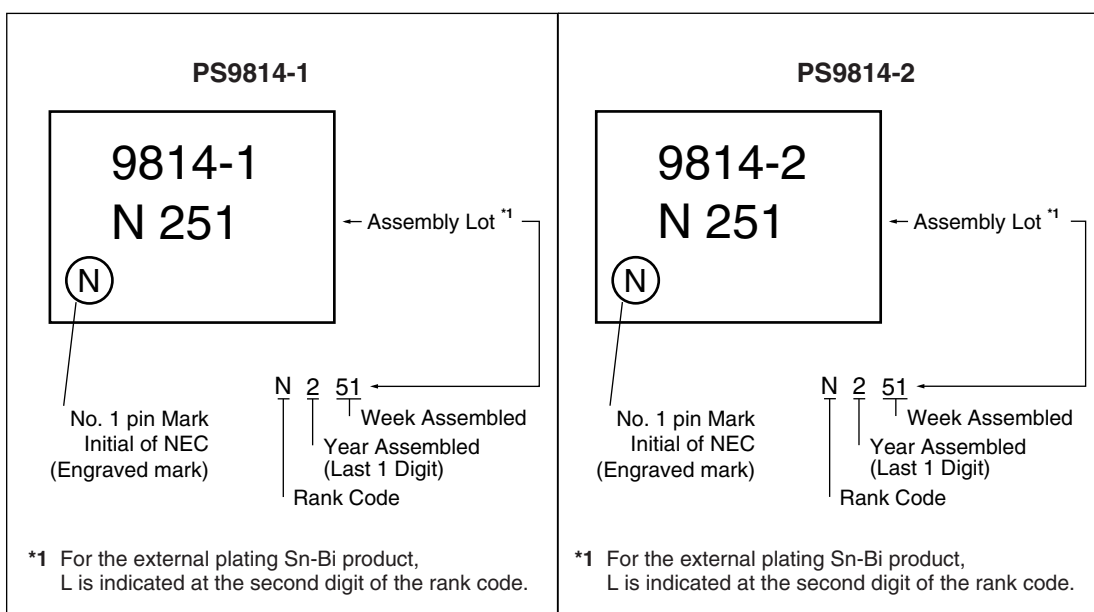 PS9814-1
9814-1
N 251
Assembly Lot *1
N
N 2 51
No. 1 pin Mark
Initial of NEC
(Engraved mark)
Week Assembled
Year Assembled
(Last 1 Digit)
Rank Code
*1 For the external plating Sn-Bi product,
L is indicated at the second digit of the rank code.
PS9814-2
9814-2
N 251
Assembly Lot *1
N
N 2 51
No. 1 pin Mark
Initial of NEC
(Engraved mark)
Week Assembled
Year Assembled
(Last 1 Digit)
Rank Code
*1 For the external plating Sn-Bi product,
L is indicated at the second digit of the rank code.